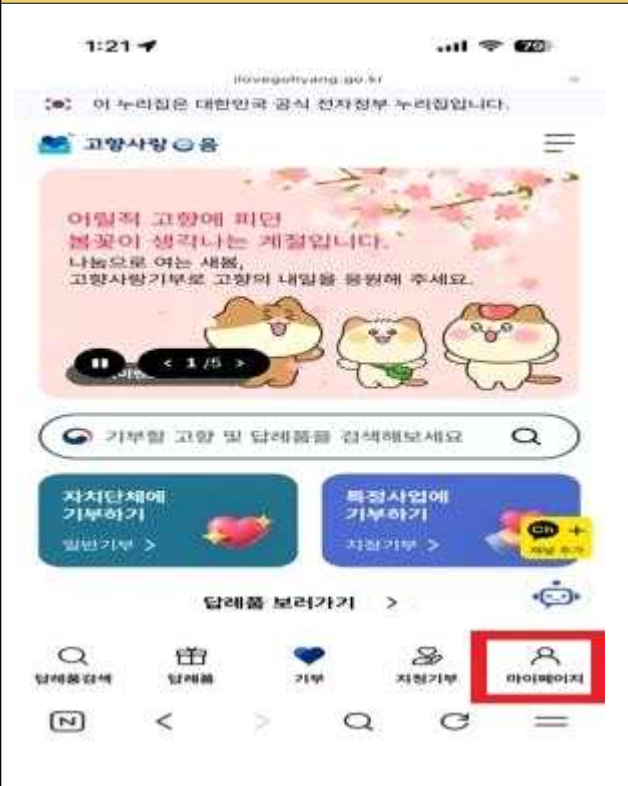 1:21
79
ilovegohyang.go.kr
이 누리집은 대한민국 공식 전자정부 누리집입니다.
고향사랑e음
어릴적 고향에 피던
봄꽃이 생각나는 계절입니다.
나눔으로 여는 새봄,
고향사랑기부로 고향의 내일을 응원해 주세요.
< 1/5 >
기부할 고향 및 답례품을 검색해보세요
자치단체에
기부하기
일반기부 >
특정사업에
기부하기
지정기부 >
Ch +
채널 추가
답례품 보러가기 >
답례품검색
답례품
기부
지정기부
마이페이지
N